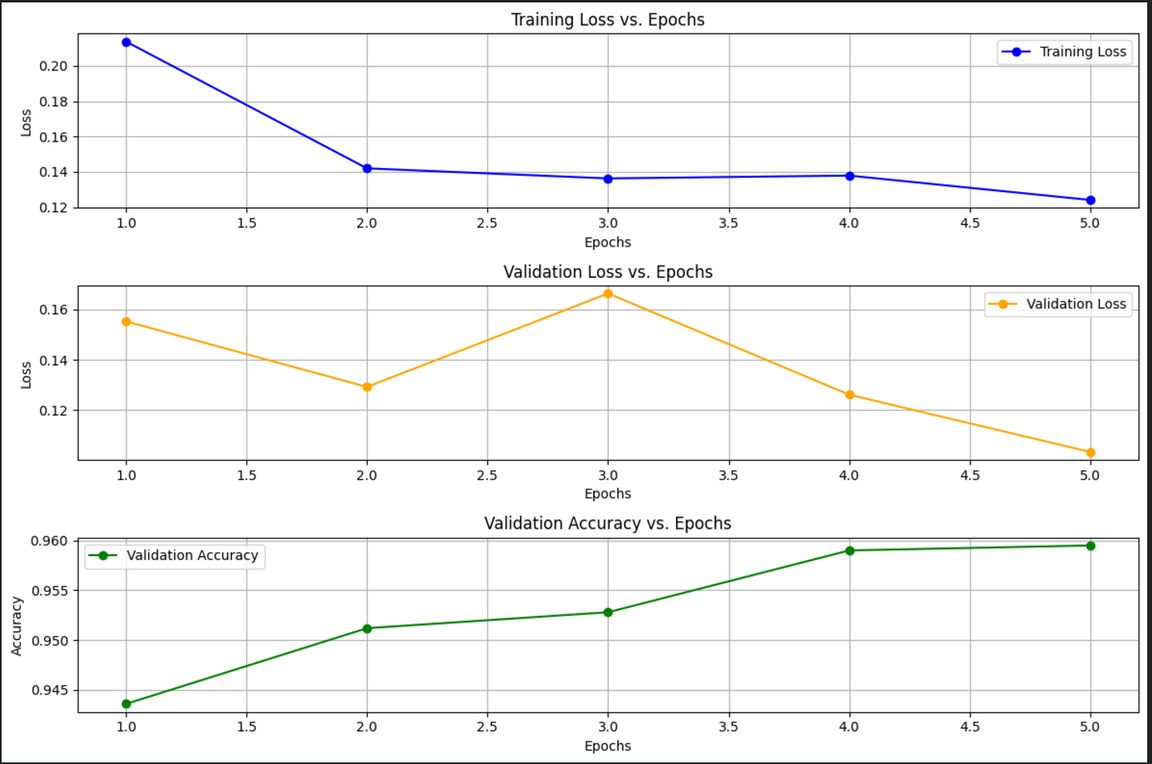 Training Loss vs. Epochs
Training Loss
0.20
0.18
0.16
0.14
0.12
Loss
1.0 1.5 2.0 2.5 3.0 3.5 4.0 4.5 5.0
Epochs
Validation Loss vs. Epochs
Validation Loss
0.16
0.14
0.12
Loss
1.0 1.5 2.0 2.5 3.0 3.5 4.0 4.5 5.0
Epochs
Validation Accuracy vs. Epochs
Validation Accuracy
0.960
0.955
0.950
0.945
Accuracy
1.0 1.5 2.0 2.5 3.0 3.5 4.0 4.5 5.0
Epochs